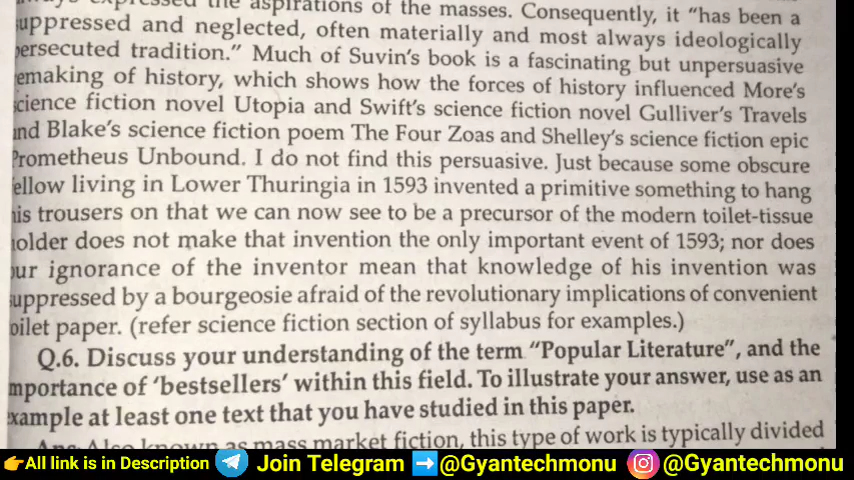 expressed the aspirations of the masses. Consequently, it “has been a
uppressed and neglected, often materially and most always ideologically
persecuted tradition.” Much of Suvin’s book is a fascinating but unpersuasive
emaking of history, which shows how the forces of history influenced More’s
science fiction novel Utopia and Swift’s science fiction novel Gulliver’s Travels
and Blake’s science fiction poem The Four Zoas and Shelley’s science fiction epic
Prometheus Unbound. I do not find this persuasive. Just because some obscure
fellow living in Lower Thuringia in 1593 invented a primitive something to hang
his trousers on that we can now see to be a precursor of the modern toilet-tissue
older does not make that invention the only important event of 1593; nor does
our ignorance of the inventor mean that knowledge of his invention was
suppressed by a bourgeosie afraid of the revolutionary implications of convenient
oilet paper. (refer science fiction section of syllabus for examples.)
Q.6. Discuss your understanding of the term “Popular Literature”, and the
mportance of ‘bestsellers’ within this field. To illustrate your answer, use as an
example at least one text that you have studied in this paper.
Ans. Also known as mass market fiction, this type of work is typically divided
👉All link is in Description Join Telegram ➡️@Gyantechmonu @Gyantechmonu